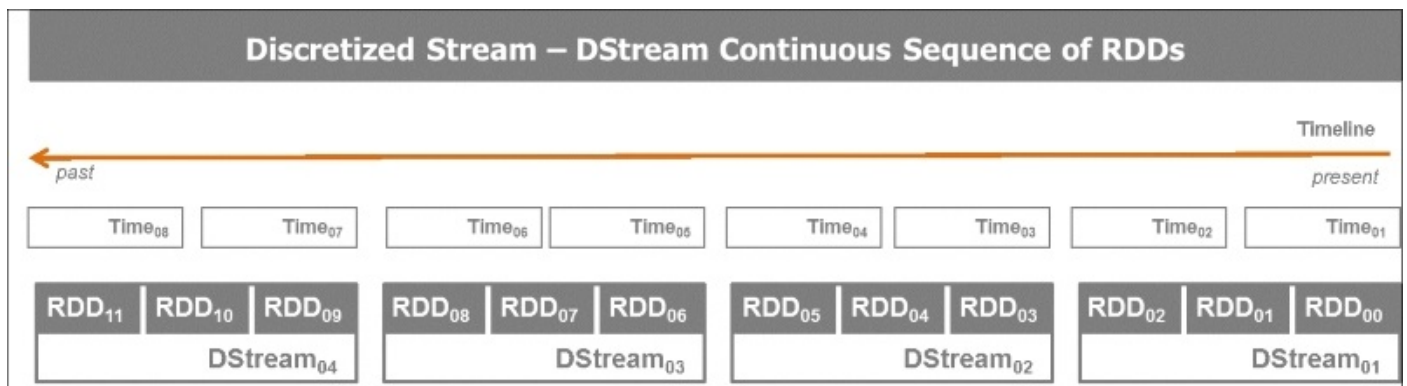 Discretized Stream – DStream Continuous Sequence of RDDs
Timeline
past present
Time08 Time07 Time06 Time05 Time04 Time03 Time02 Time01
RDD11 RDD10 RDD09 RDD08 RDD07 RDD06 RDD05 RDD04 RDD03 RDD02 RDD01 RDD00
DStream04 DStream03 DStream02 DStream01